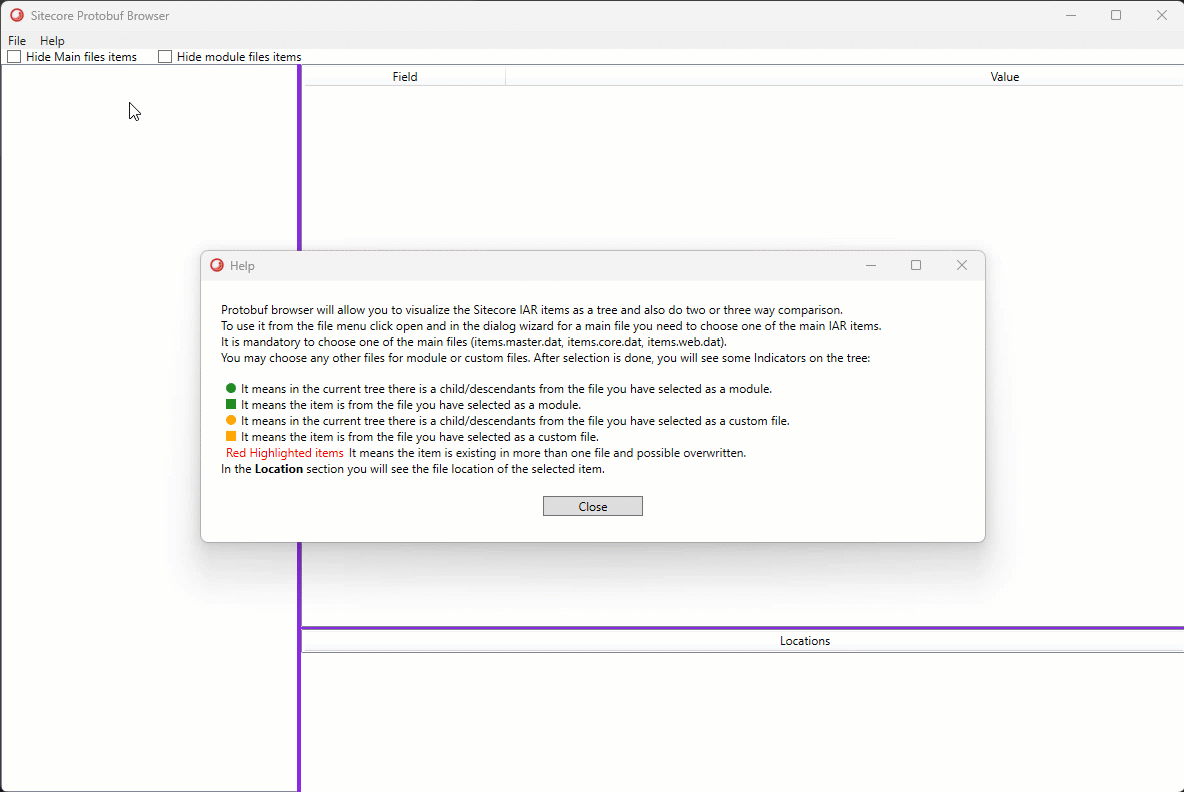 Sitecore Protobuf Browser
File Help
Hide Main files items Hide module files items
Field Value
Help
Protobuf browser will allow you to visualize the Sitecore IAR items as a tree and also do two or three way comparison.
To use it from the file menu click open and in the dialog wizard for a main file you need to choose one of the main IAR items.
It is mandatory to choose one of the main files (items.master.dat, items.core.dat, items.web.dat).
You may choose any other files for module or custom files. After selection is done, you will see some Indicators on the tree:
It means in the current tree there is a child/descendants from the file you have selected as a module.
It means the item is from the file you have selected as a module.
It means in the current tree there is a child/descendants from the file you have selected as a custom file.
It means the item is from the file you have selected as a custom file.
Red Highlighted items It means the item is existing in more than one file and possible overwritten.
In the Location section you will see the file location of the selected item.
Close
Locations